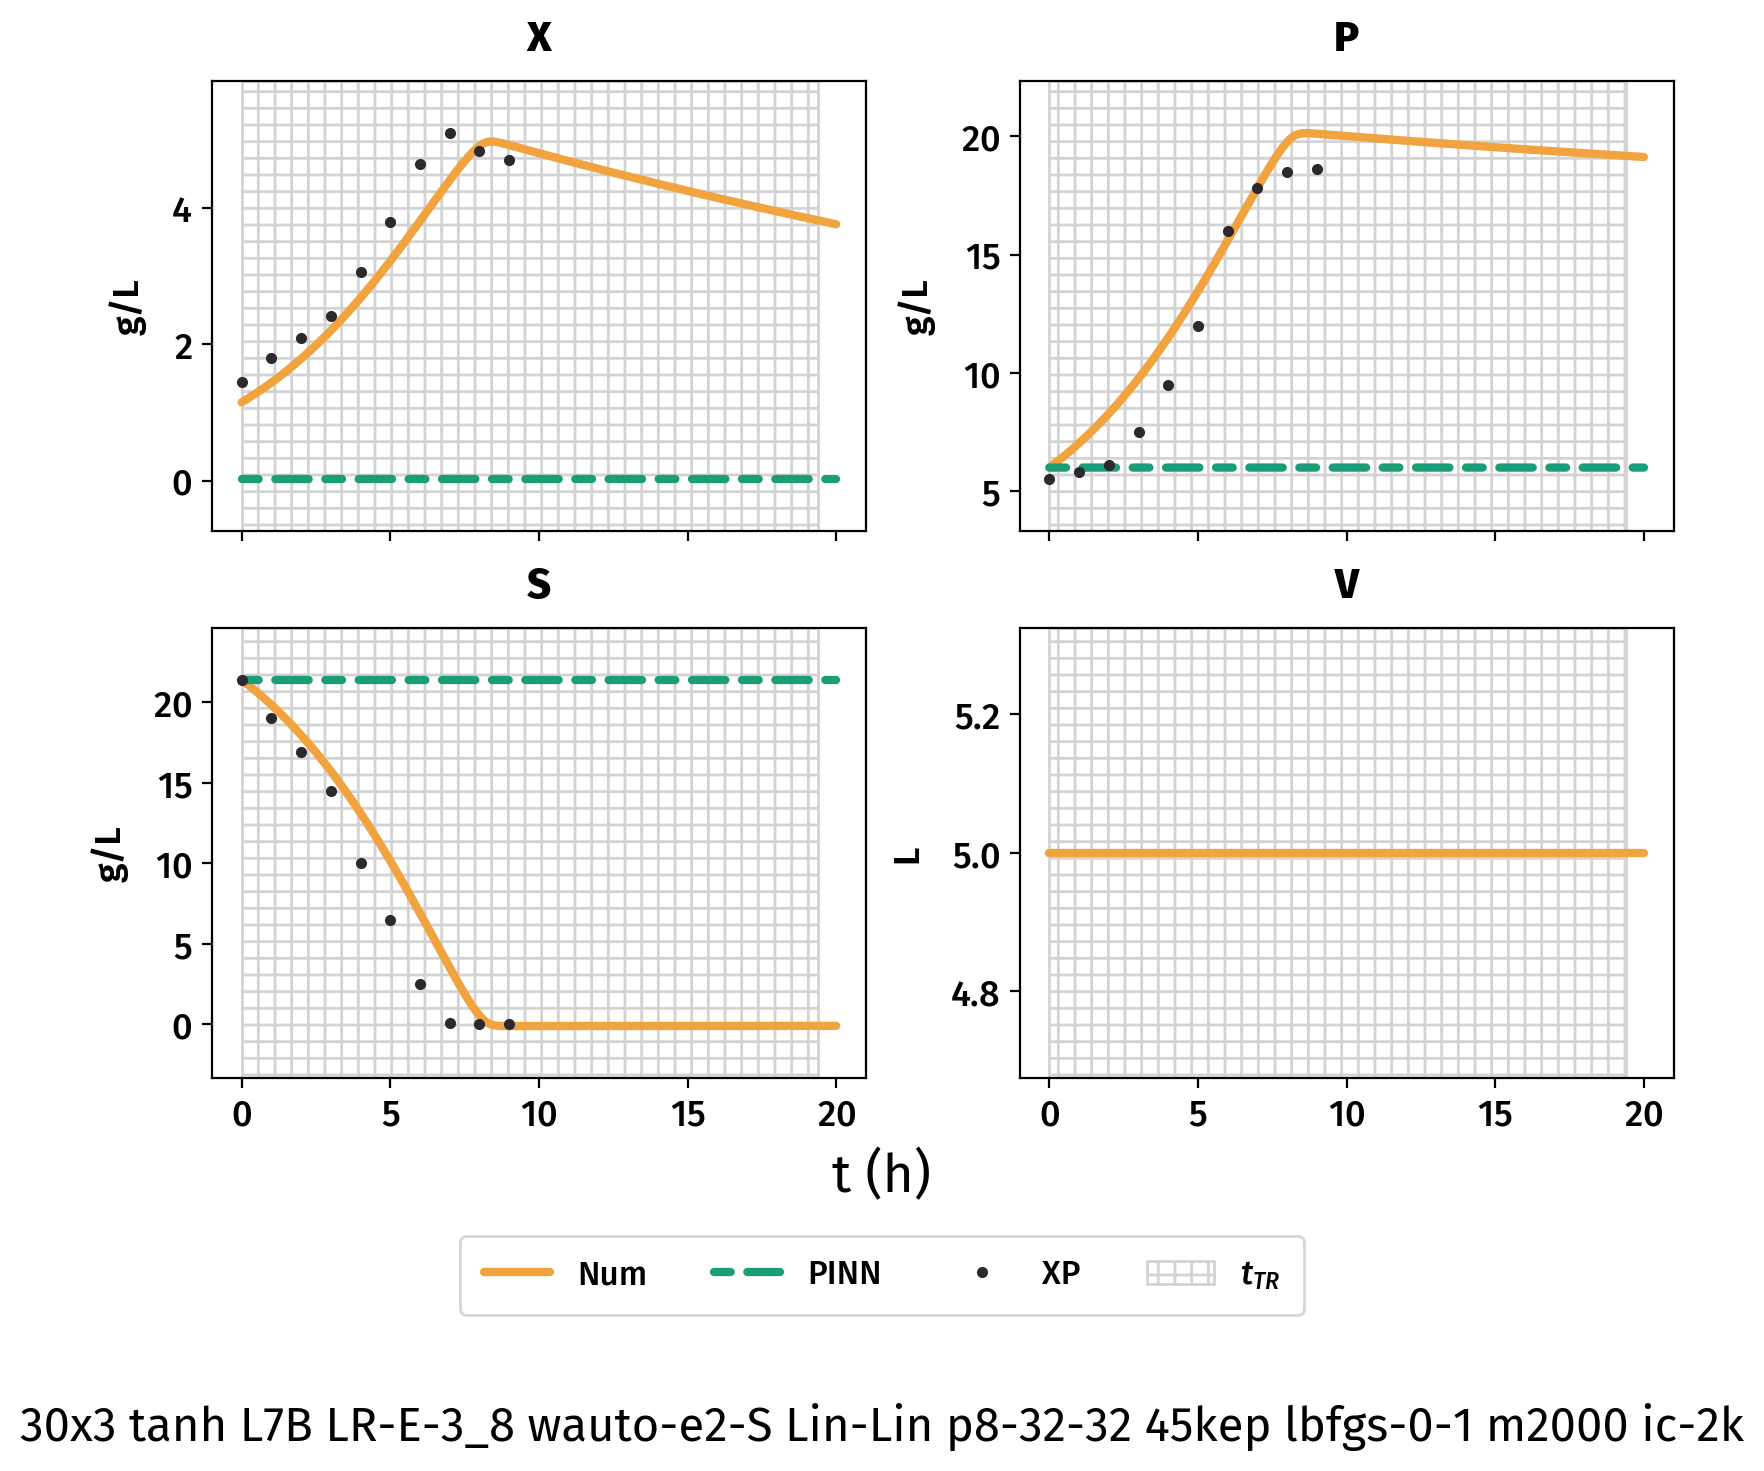 X
P
g/L
4
2
0
g/L
20
15
10
5
S
V
g/L
20
15
10
5
0
L
5.2
5.0
4.8
0 5 10 15 20
0 5 10 15 20
t (h)
Num PINN XP tTR
30x3 tanh L7B LR-E-3_8 wauto-e2-S Lin-Lin p8-32-32 45kep lbfgs-0-1 m2000 ic-2k